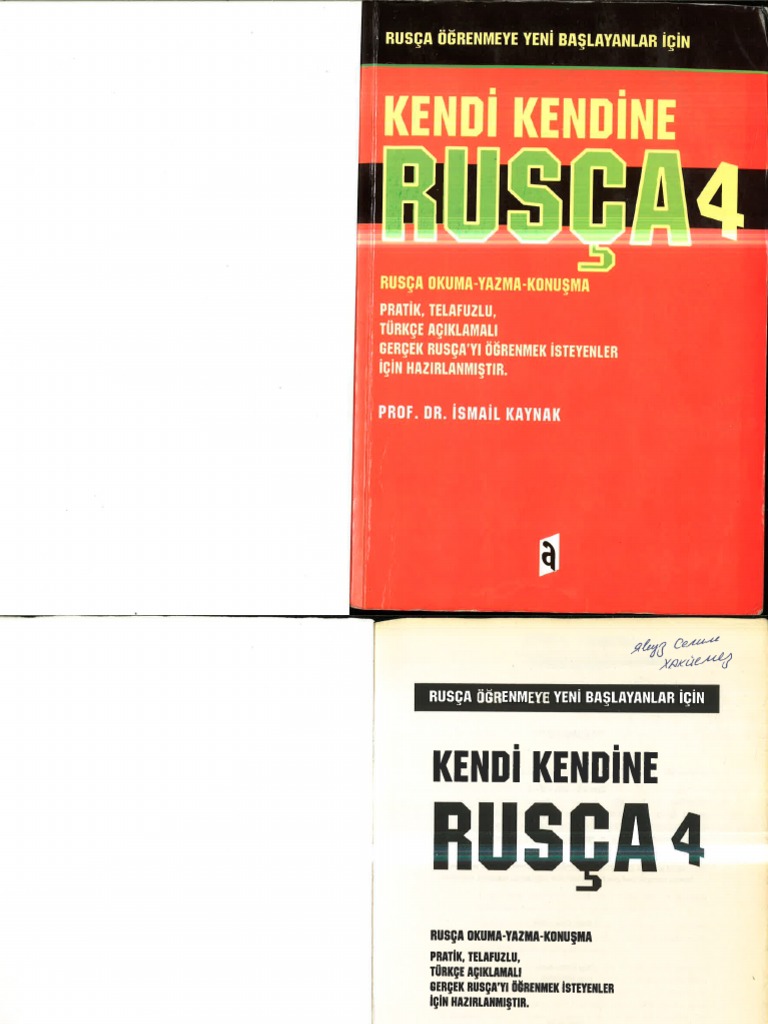 RUSÇA ÖĞRENMEYE YENİ BAŞLAYANLAR İÇİN
KENDİ KENDİNE
RUSÇA 4
RUSÇA OKUMA-YAZMA-KONUŞMA
PRATİK, TELAFUZLU,
TÜRKÇE AÇIKLAMALI
GERÇEK RUSÇA'YI ÖĞRENMEK İSTEYENLER
İÇİN HAZIRLANMIŞTIR.
PROF. DR. İSMAİL KAYNAK
a
RUSÇA ÖĞRENMEYE YENİ BAŞLAYANLAR İÇİN
KENDİ KENDİNE
RUSÇA 4
RUSÇA OKUMA-YAZMA-KONUŞMA
PRATİK, TELAFUZLU,
TÜRKÇE AÇIKLAMALI
GERÇEK RUSÇA'YI ÖĞRENMEK İSTEYENLER
İÇİN HAZIRLANMIŞTIR.